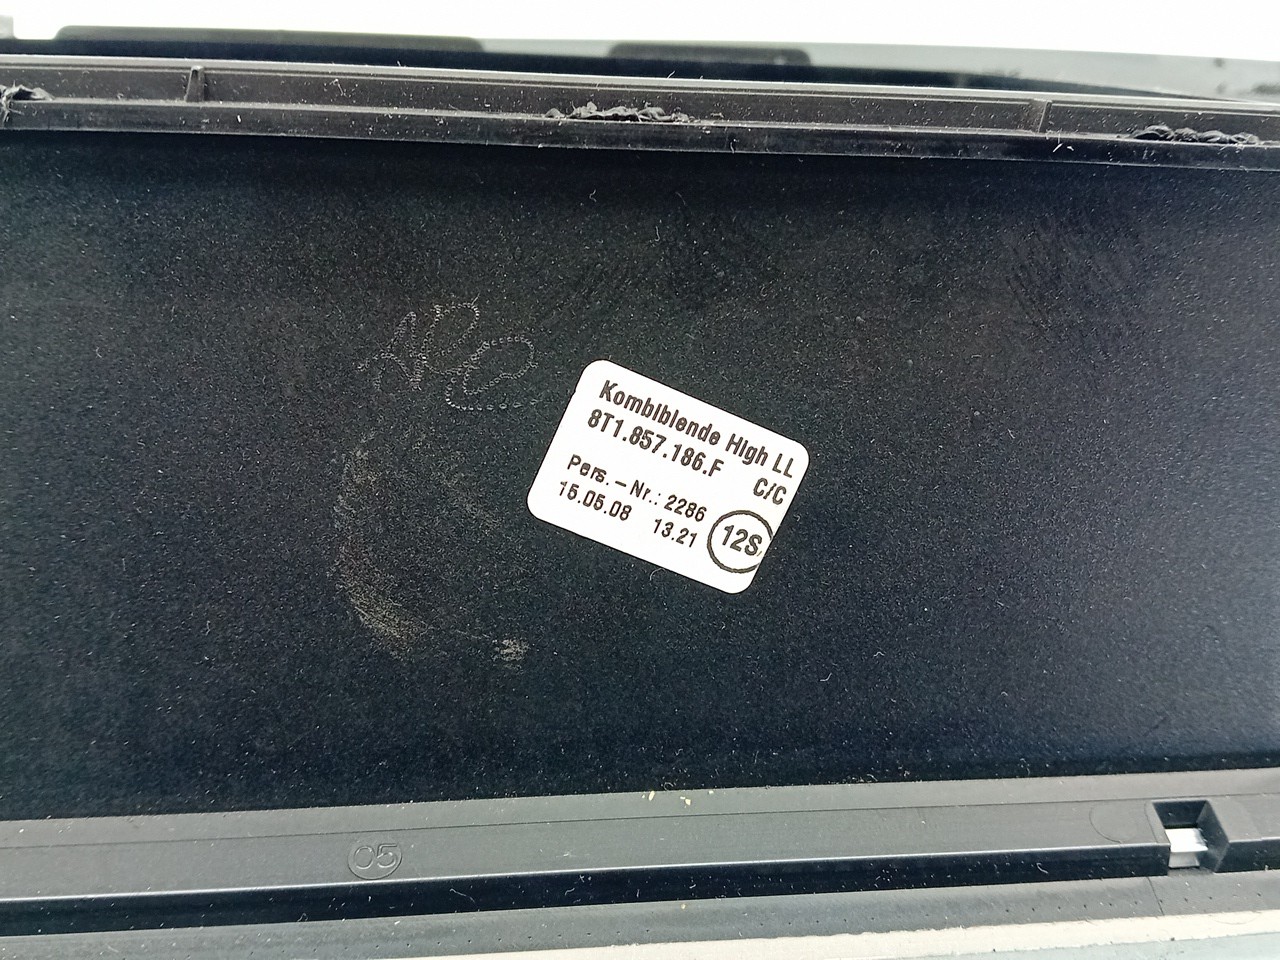 Kombiblende High LL
8T1.857.186.F
C/C
Pers. – Nr.: 2286
15.05.08 13.21
12S
05